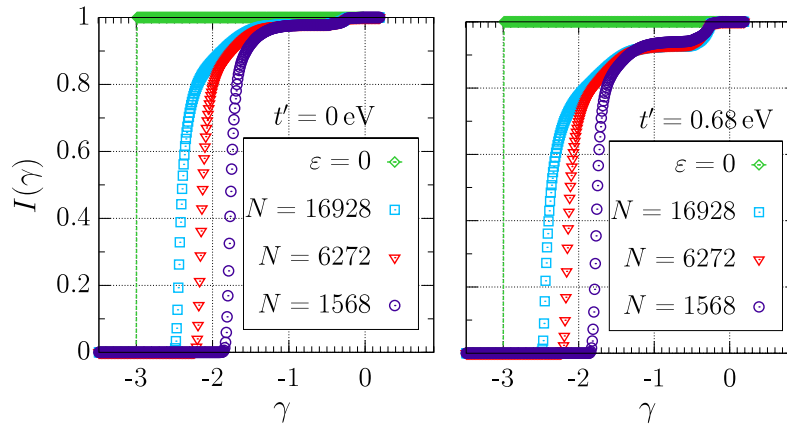 1
0.8
0.6
0.4
0.2
0
I(γ)
t′ = 0 eV
ε = 0
N = 16928
N = 6272
N = 1568
-3 -2 -1 0
γ
t′ = 0.68 eV
ε = 0
N = 16928
N = 6272
N = 1568
-3 -2 -1 0
γ